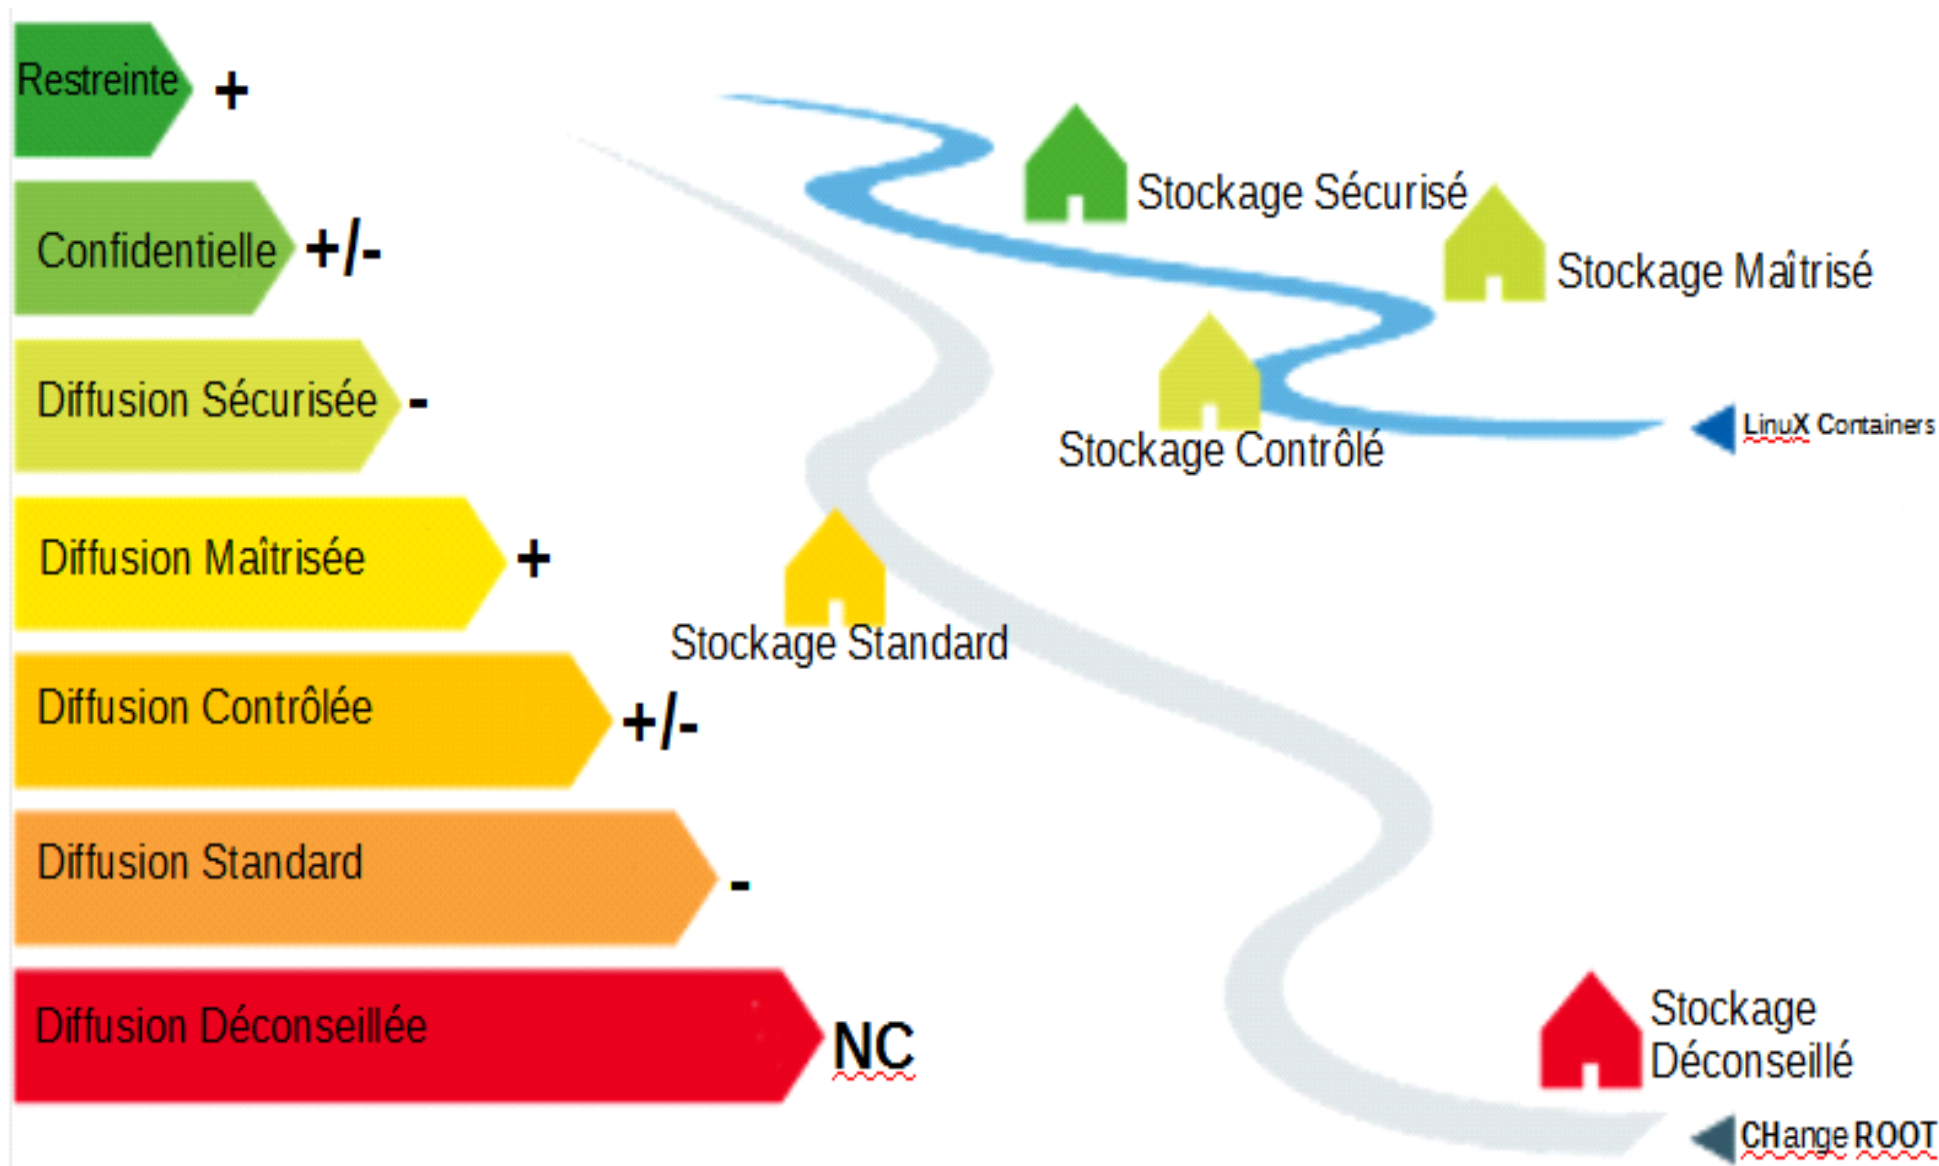 Restreinte +
Confidentielle +/-
Diffusion Sécurisée -
Diffusion Maîtrisée +
Diffusion Contrôlée +/-
Diffusion Standard -
Diffusion Déconseillée NC
Stockage Sécurisé
Stockage Maîtrisé
Stockage Contrôlé
LinuX Containers
Stockage Standard
Stockage
Déconseillé
CHange ROOT